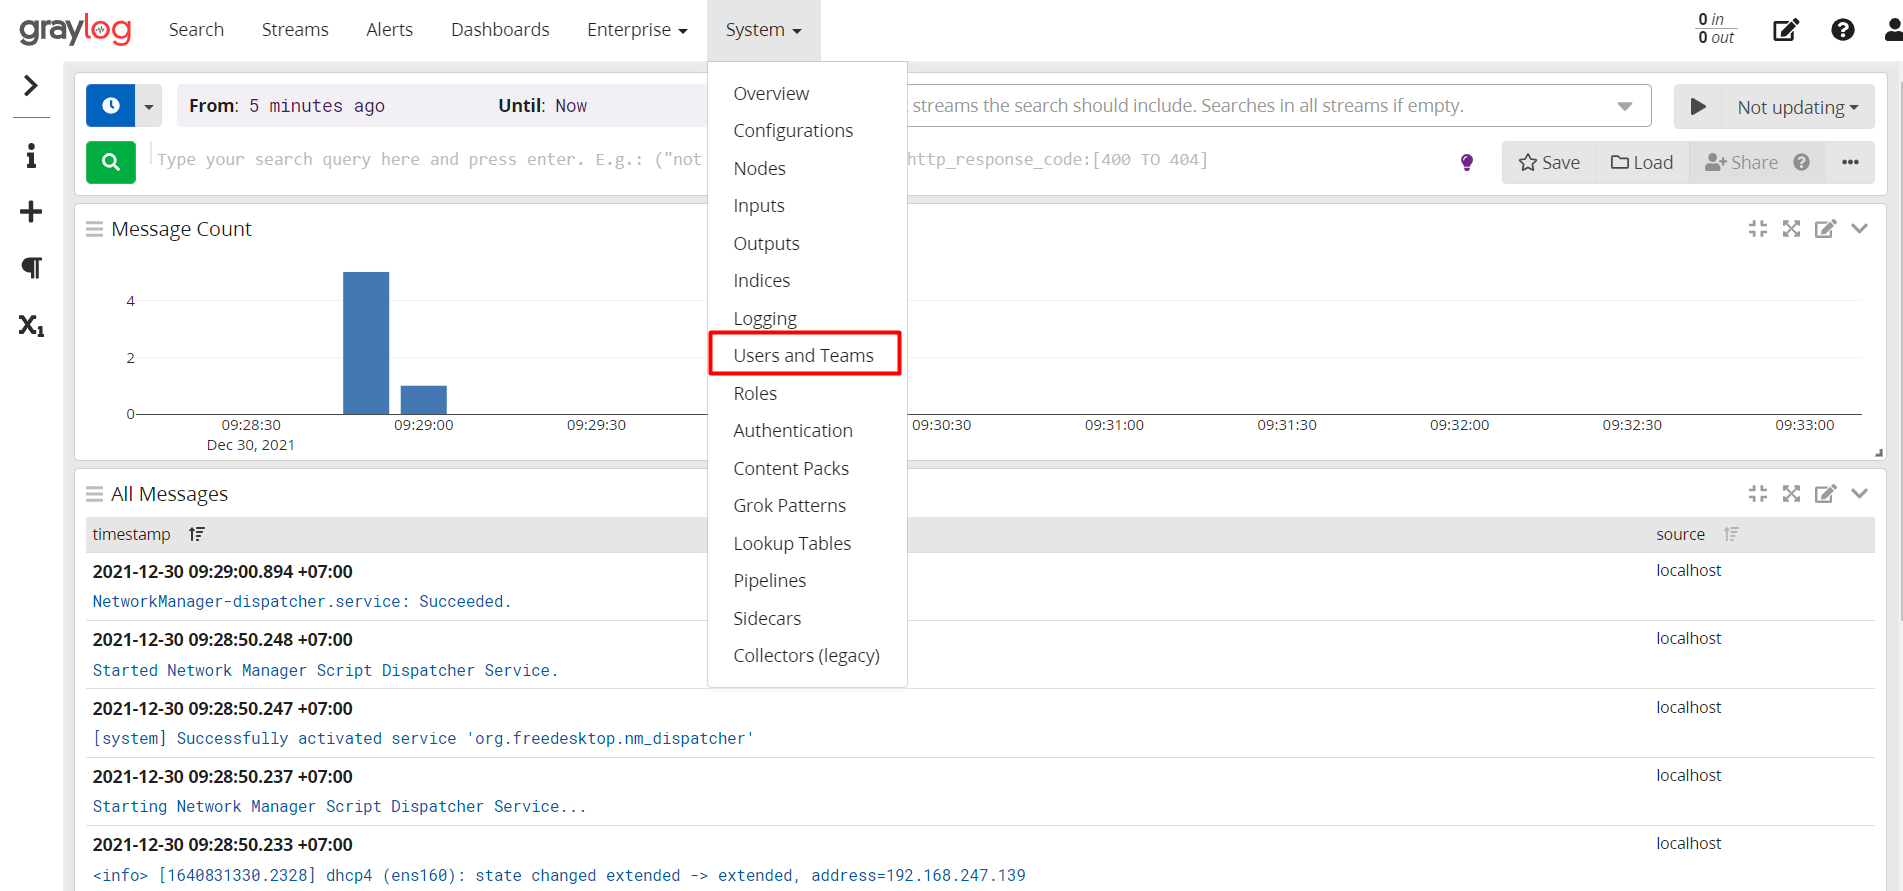 graylog Search Streams Alerts Dashboards Enterprise System 0 in
0 out
From: 5 minutes ago Until: Now streams the search should include. Searches in all streams if empty. Not updating
Type your search query here and press enter. E.g.: ("not http_response_code:[400 TO 404] Save Load Share
Overview
Configurations
Nodes
Inputs
Outputs
Indices
Logging
Users and Teams
Roles
Authentication
Content Packs
Grok Patterns
Lookup Tables
Pipelines
Sidecars
Collectors (legacy)
X1
Message Count
4
2
0
09:28:30 09:29:00 09:29:30 09:30:30 09:31:00 09:31:30 09:32:00 09:32:30 09:33:00
Dec 30, 2021
All Messages
timestamp source
2021-12-30 09:29:00.894 +07:00 localhost
NetworkManager-dispatcher.service: Succeeded.
2021-12-30 09:28:50.248 +07:00 localhost
Started Network Manager Script Dispatcher Service.
2021-12-30 09:28:50.247 +07:00 localhost
[system] Successfully activated service 'org.freedesktop.nm_dispatcher'
2021-12-30 09:28:50.237 +07:00 localhost
Starting Network Manager Script Dispatcher Service...
2021-12-30 09:28:50.233 +07:00 localhost
<info> [1640831330.2328] dhcp4 (ens160): state changed extended -> extended, address=192.168.247.139